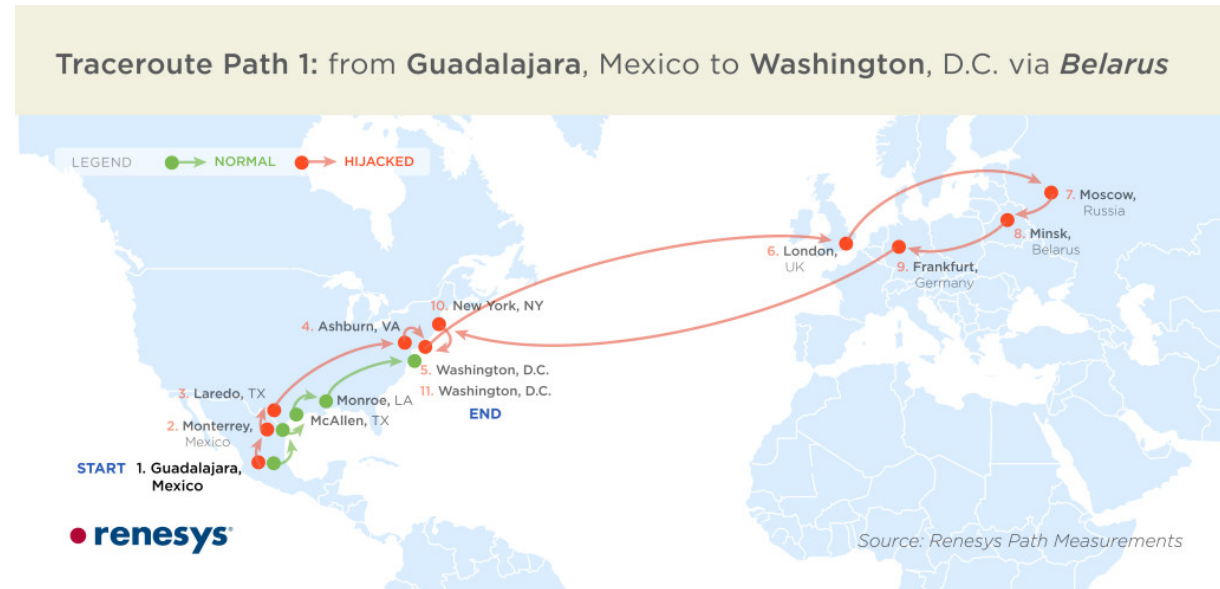 Traceroute Path 1: from Guadalajara, Mexico to Washington, D.C. via Belarus
LEGEND NORMAL HIJACKED
7. Moscow,
Russia
8. Minsk,
Belarus
6. London,
UK
9. Frankfurt,
Germany
10. New York, NY
4. Ashburn, VA
5. Washington, D.C.
11. Washington, D.C.
END
3. Laredo, TX
Monroe, LA
McAllen, TX
2. Monterrey,
Mexico
START 1. Guadalajara,
Mexico
renesys®
Source: Renesys Path Measurements